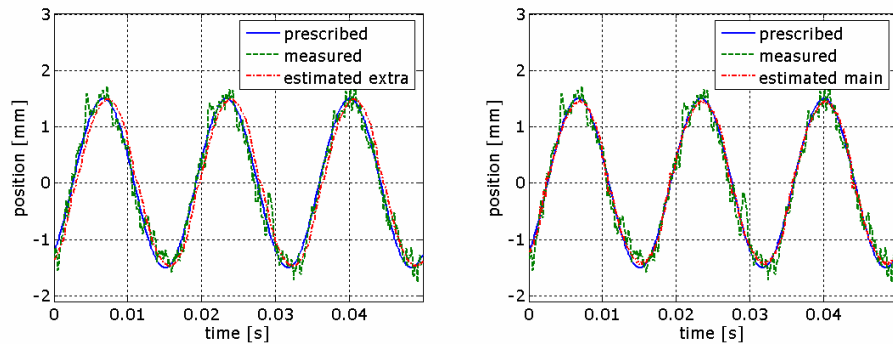 3
2
1
0
-1
-2
position [mm]
prescribed
measured
estimated extra
0
0.01
0.02
0.03
0.04
time [s]
3
2
1
0
-1
-2
position [mm]
prescribed
measured
estimated main
0
0.01
0.02
0.03
0.04
time [s]